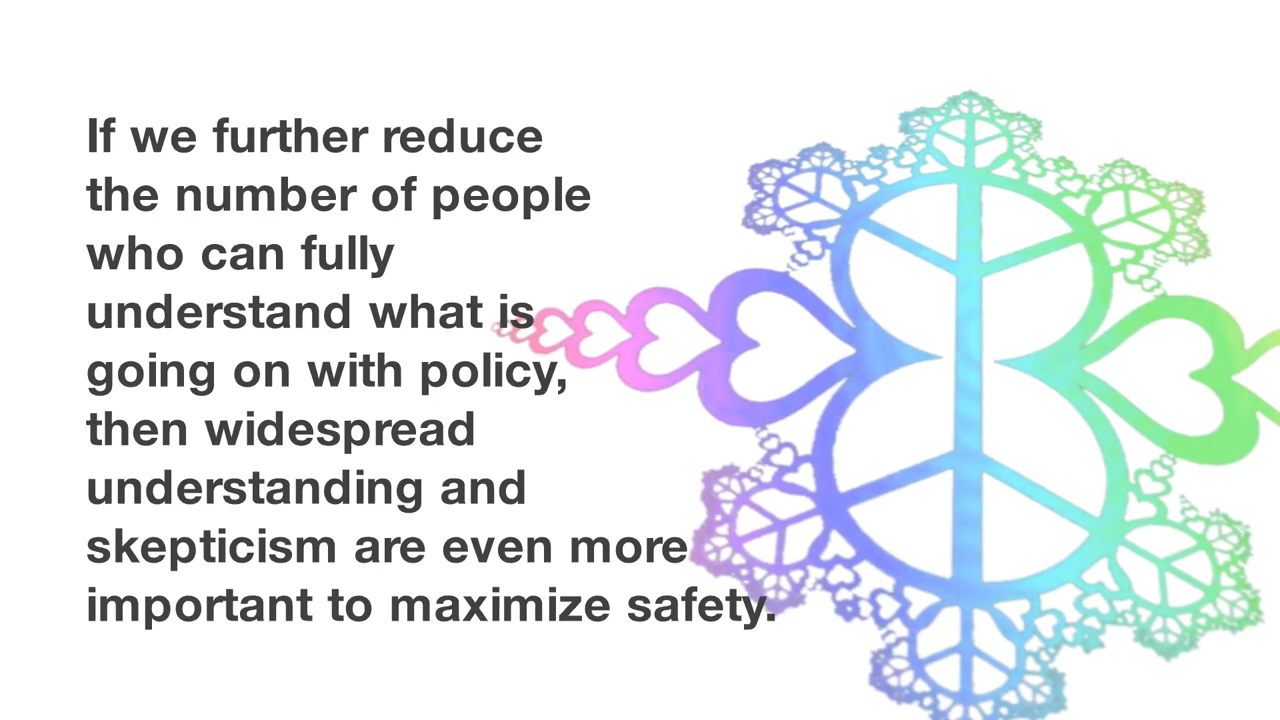 If we further reduce
the number of people
who can fully
understand what is
going on with policy,
then widespread
understanding and
skepticism are even more
important to maximize safety.